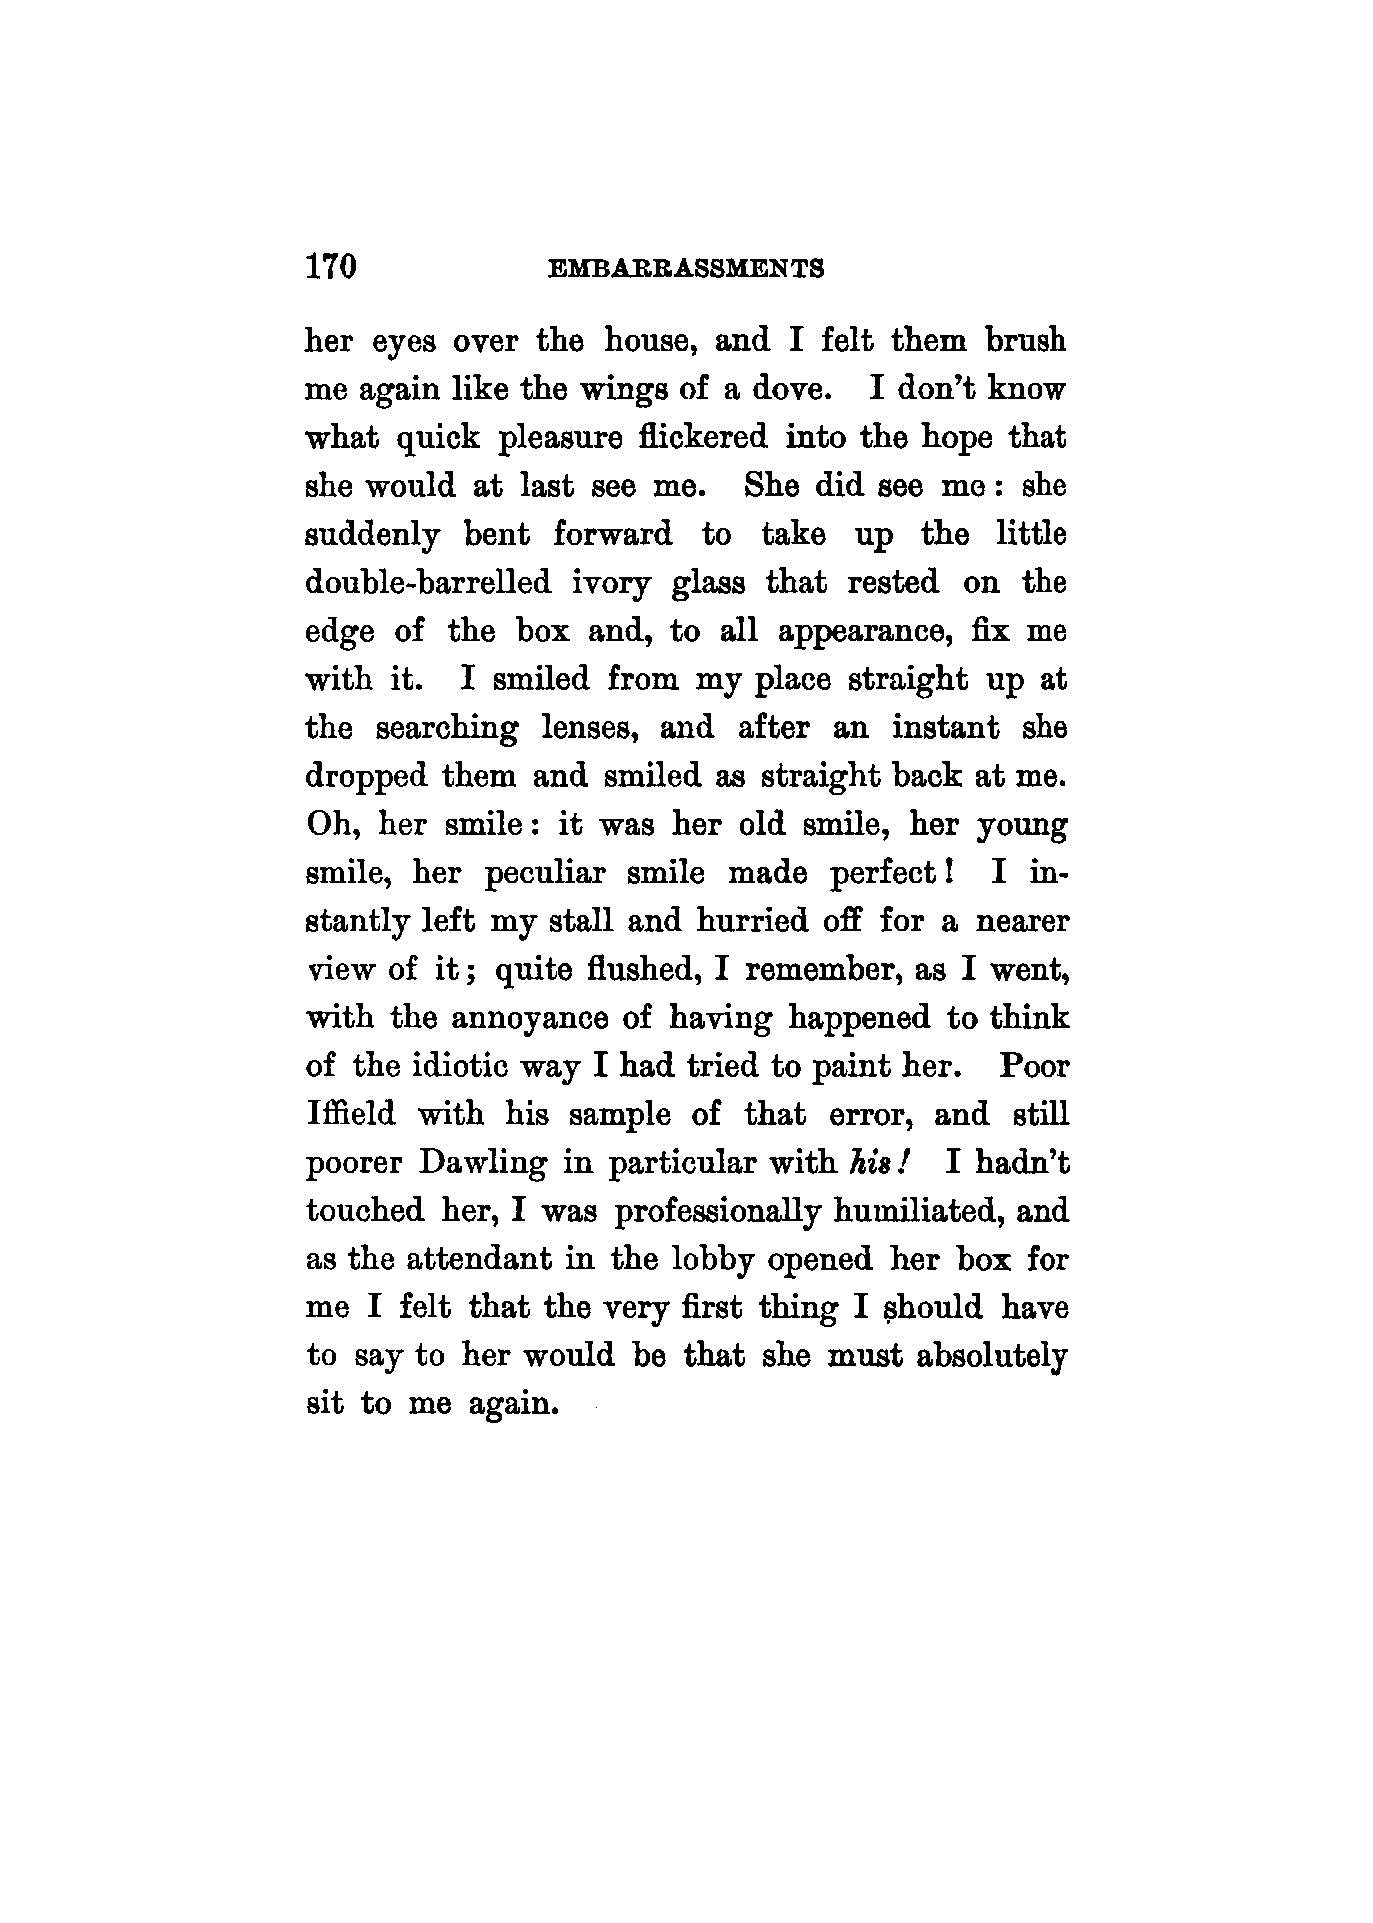 170 EMBARRASSMENTS
her eyes over the house, and I felt them brush
me again like the wings of a dove. I don't know
what quick pleasure flickered into the hope that
she would at last see me. She did see me: she
suddenly bent forward to take up the little
double-barrelled ivory glass that rested on the
edge of the box and, to all appearance, fix me
with it. I smiled from my place straight up at
the searching lenses, and after an instant she
dropped them and smiled as straight back at me.
Oh, her smile: it was her old smile, her young
smile, her peculiar smile made perfect! I in-
stantly left my stall and hurried off for a nearer
view of it; quite flushed, I remember, as I went,
with the annoyance of having happened to think
of the idiotic way I had tried to paint her. Poor
Iffield with his sample of that error, and still
poorer Dawling in particular with his! I hadn't
touched her, I was professionally humiliated, and
as the attendant in the lobby opened her box for
me I felt that the very first thing I should have
to say to her would be that she must absolutely
sit to me again.